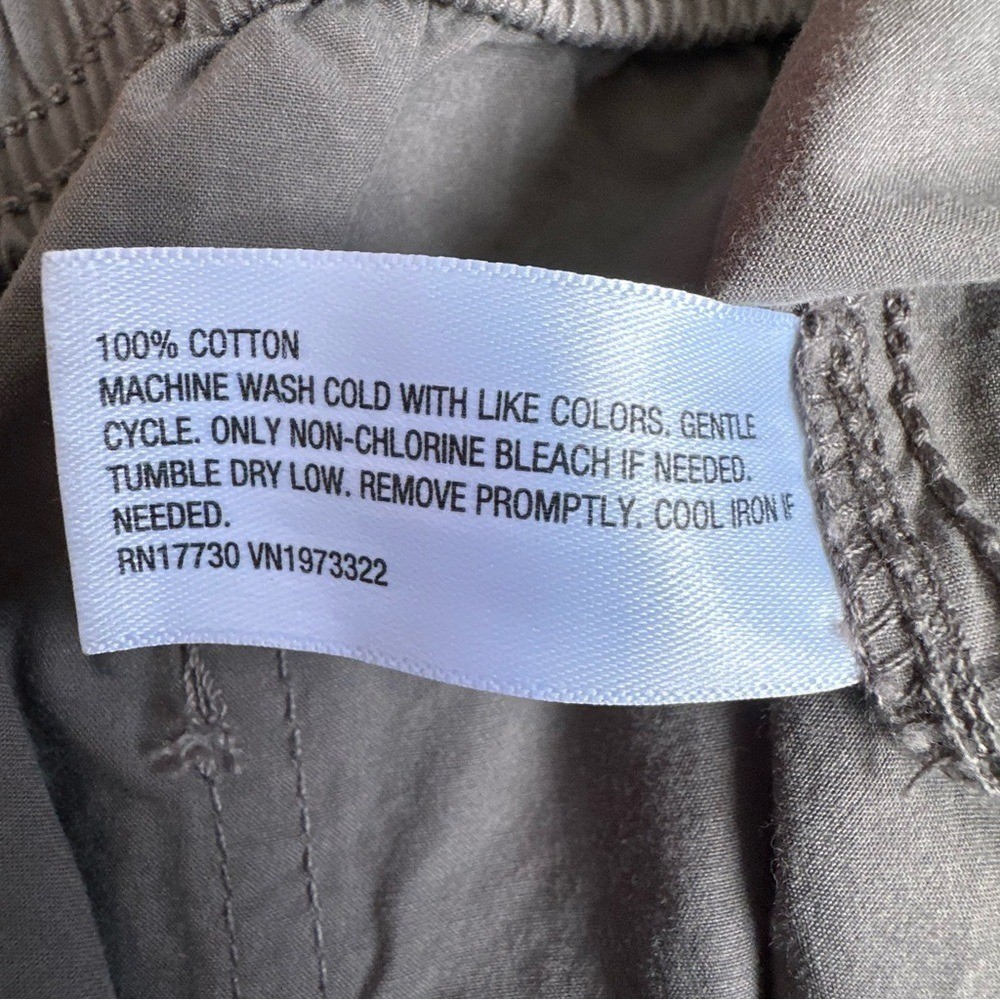 100% COTTON
MACHINE WASH COLD WITH LIKE COLORS. GENTLE
CYCLE. ONLY NON-CHLORINE BLEACH IF NEEDED.
TUMBLE DRY LOW. REMOVE PROMPTLY. COOL IRON IF
NEEDED.
RN17730 VN1973322